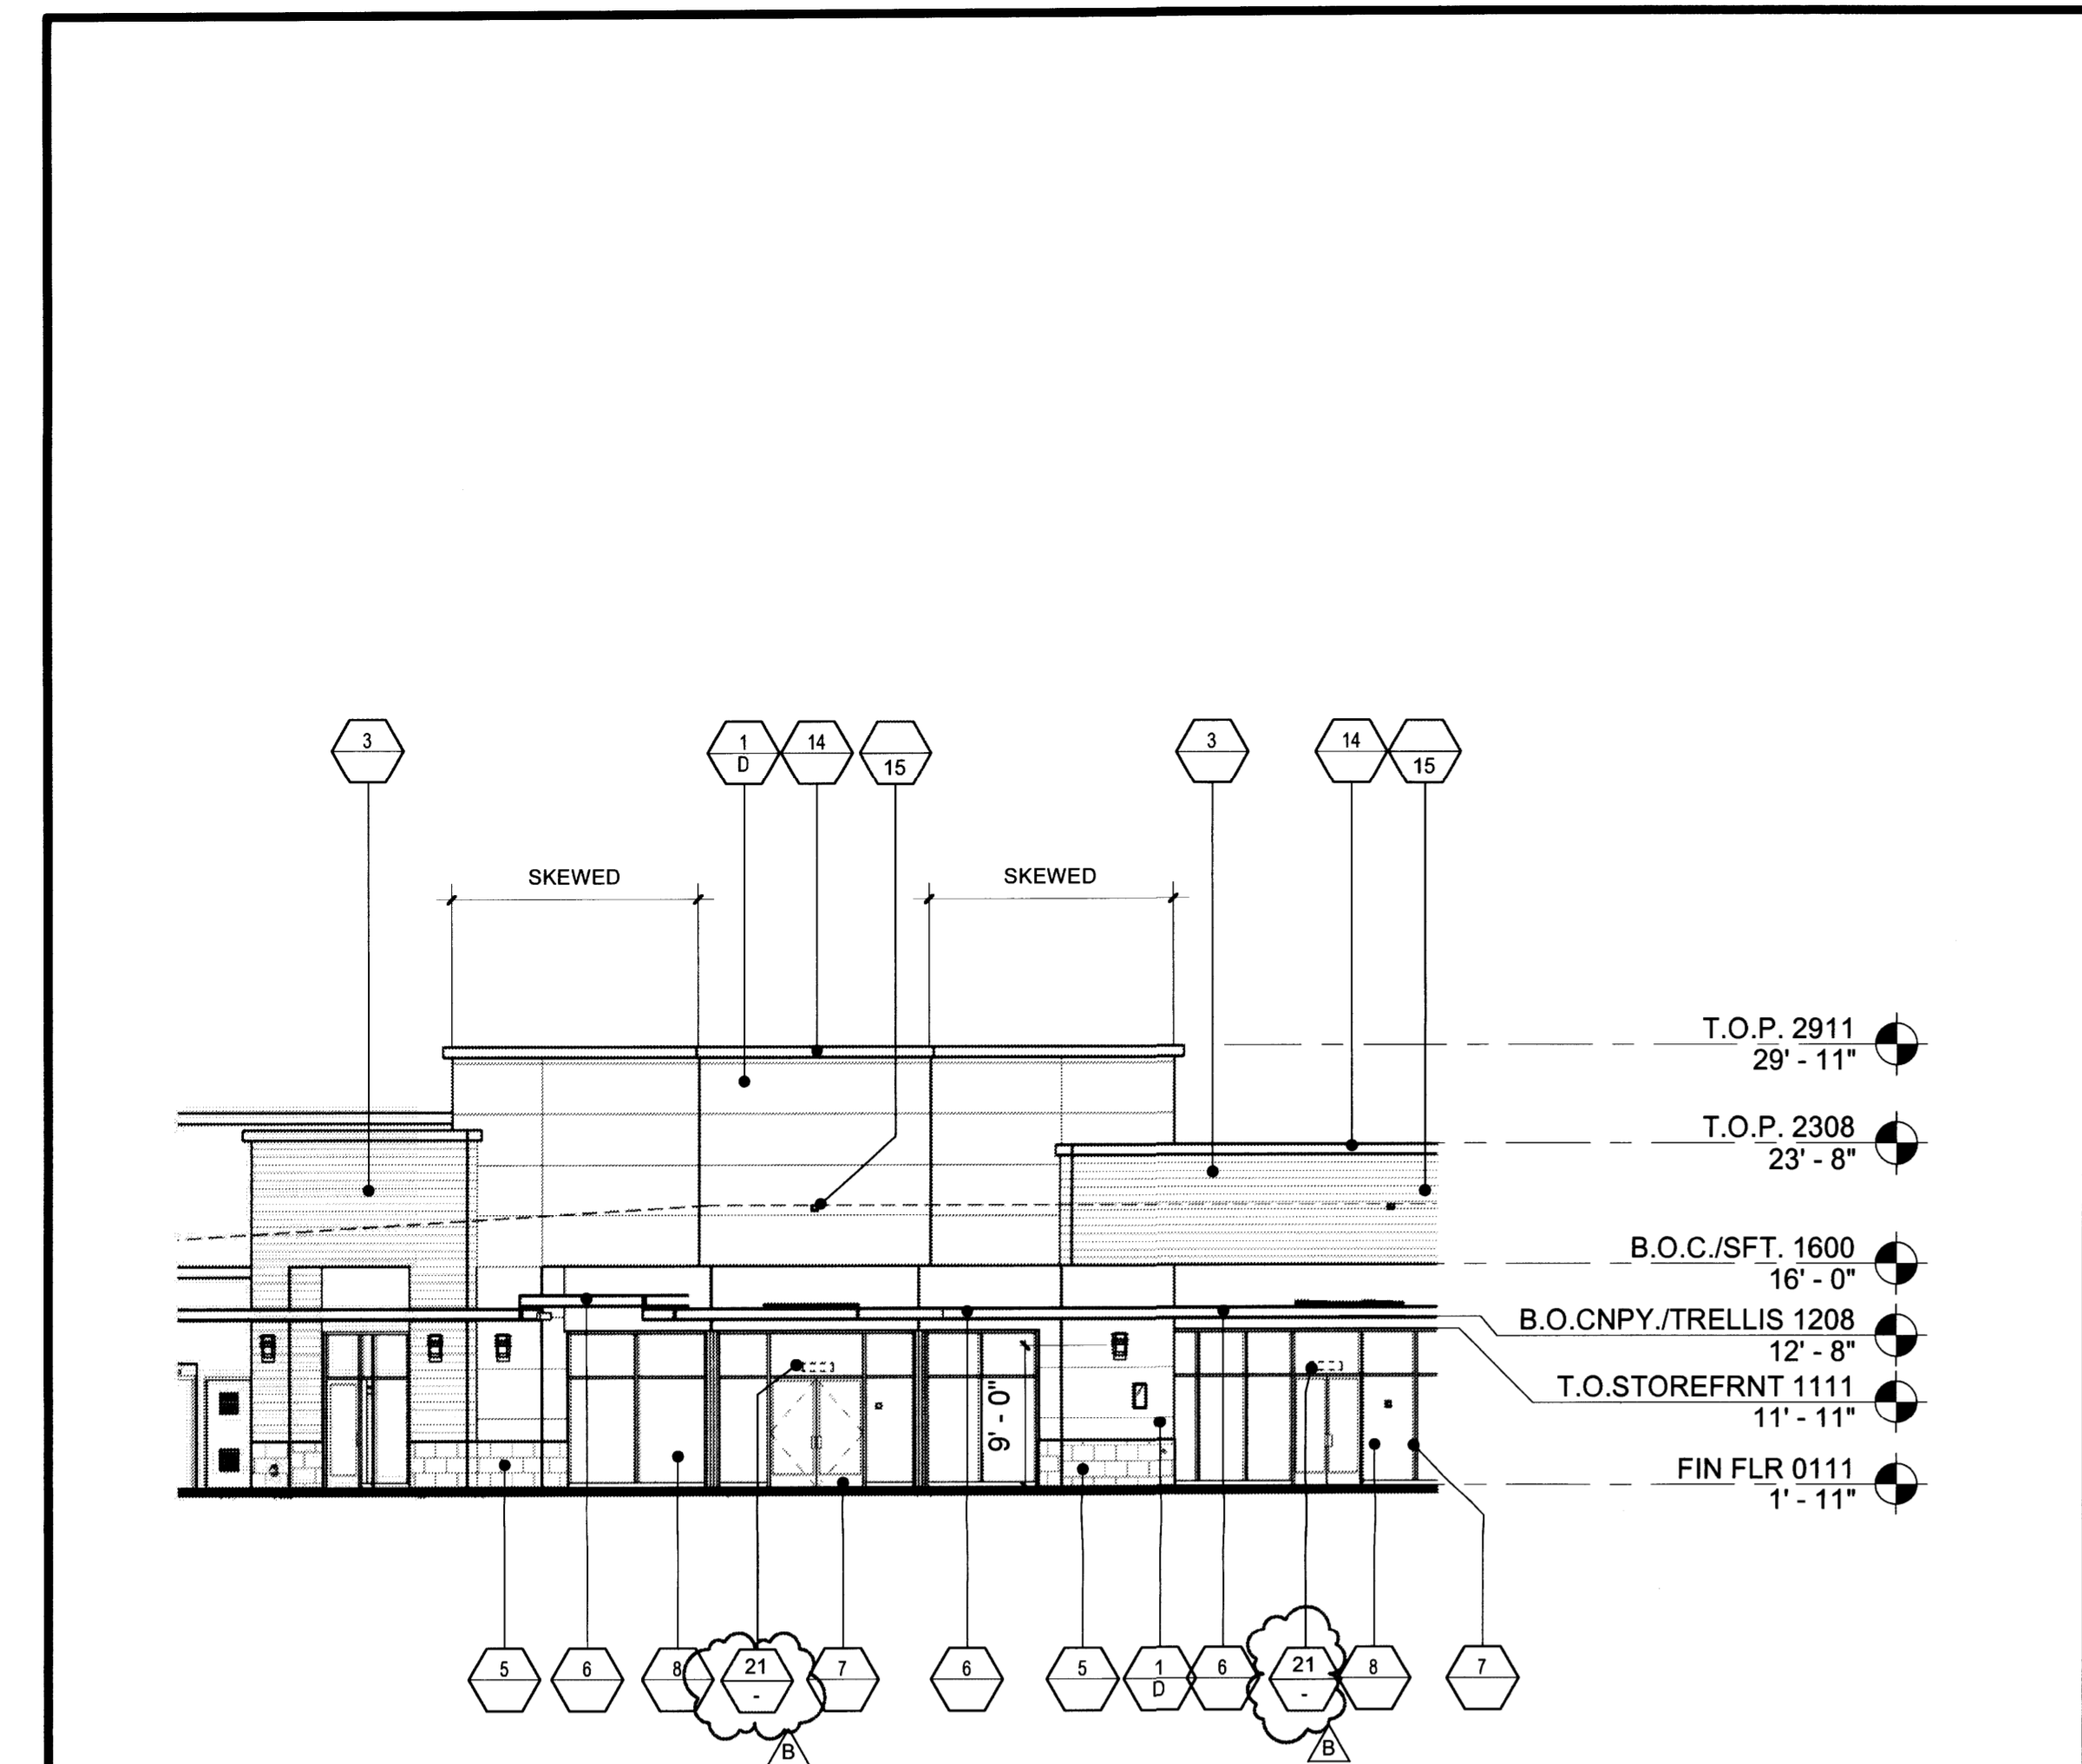 3
1
D
14
15
3
14
15
SKEWED
SKEWED
T.O.P. 2911
29' - 11"
T.O.P. 2308
23' - 8"
B.O.C./SFT. 1600
16' - 0"
B.O.CNPY./TRELLIS 1208
12' - 8"
T.O.STOREFRNT 1111
11' - 11"
9' - 0"
FIN FLR 0111
1' - 11"
5
6
8
21
-
7
6
5
1
D
6
21
-
8
7
B
B